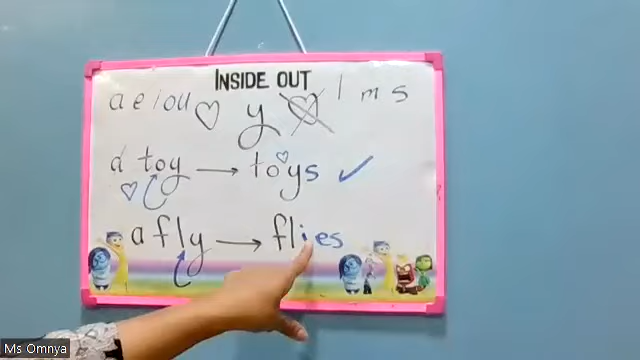 INSIDE OUT
a e i o u y l m s
a toy → toys
a fly → flies
Ms Omnya